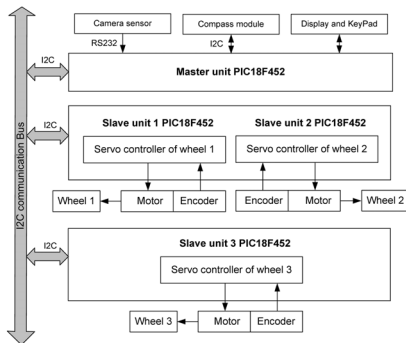 Camera sensor
Compass module
Display and KeyPad
RS232
I2C
I2C
Master unit PIC18F452
Slave unit 1 PIC18F452
Slave unit 2 PIC18F452
I2C
Servo controller of wheel 1
Servo controller of wheel 2
Wheel 1
Motor
Encoder
Encoder
Motor
Wheel 2
I2C communication Bus
Slave unit 3 PIC18F452
I2C
Servo controller of wheel 3
Wheel 3
Motor
Encoder